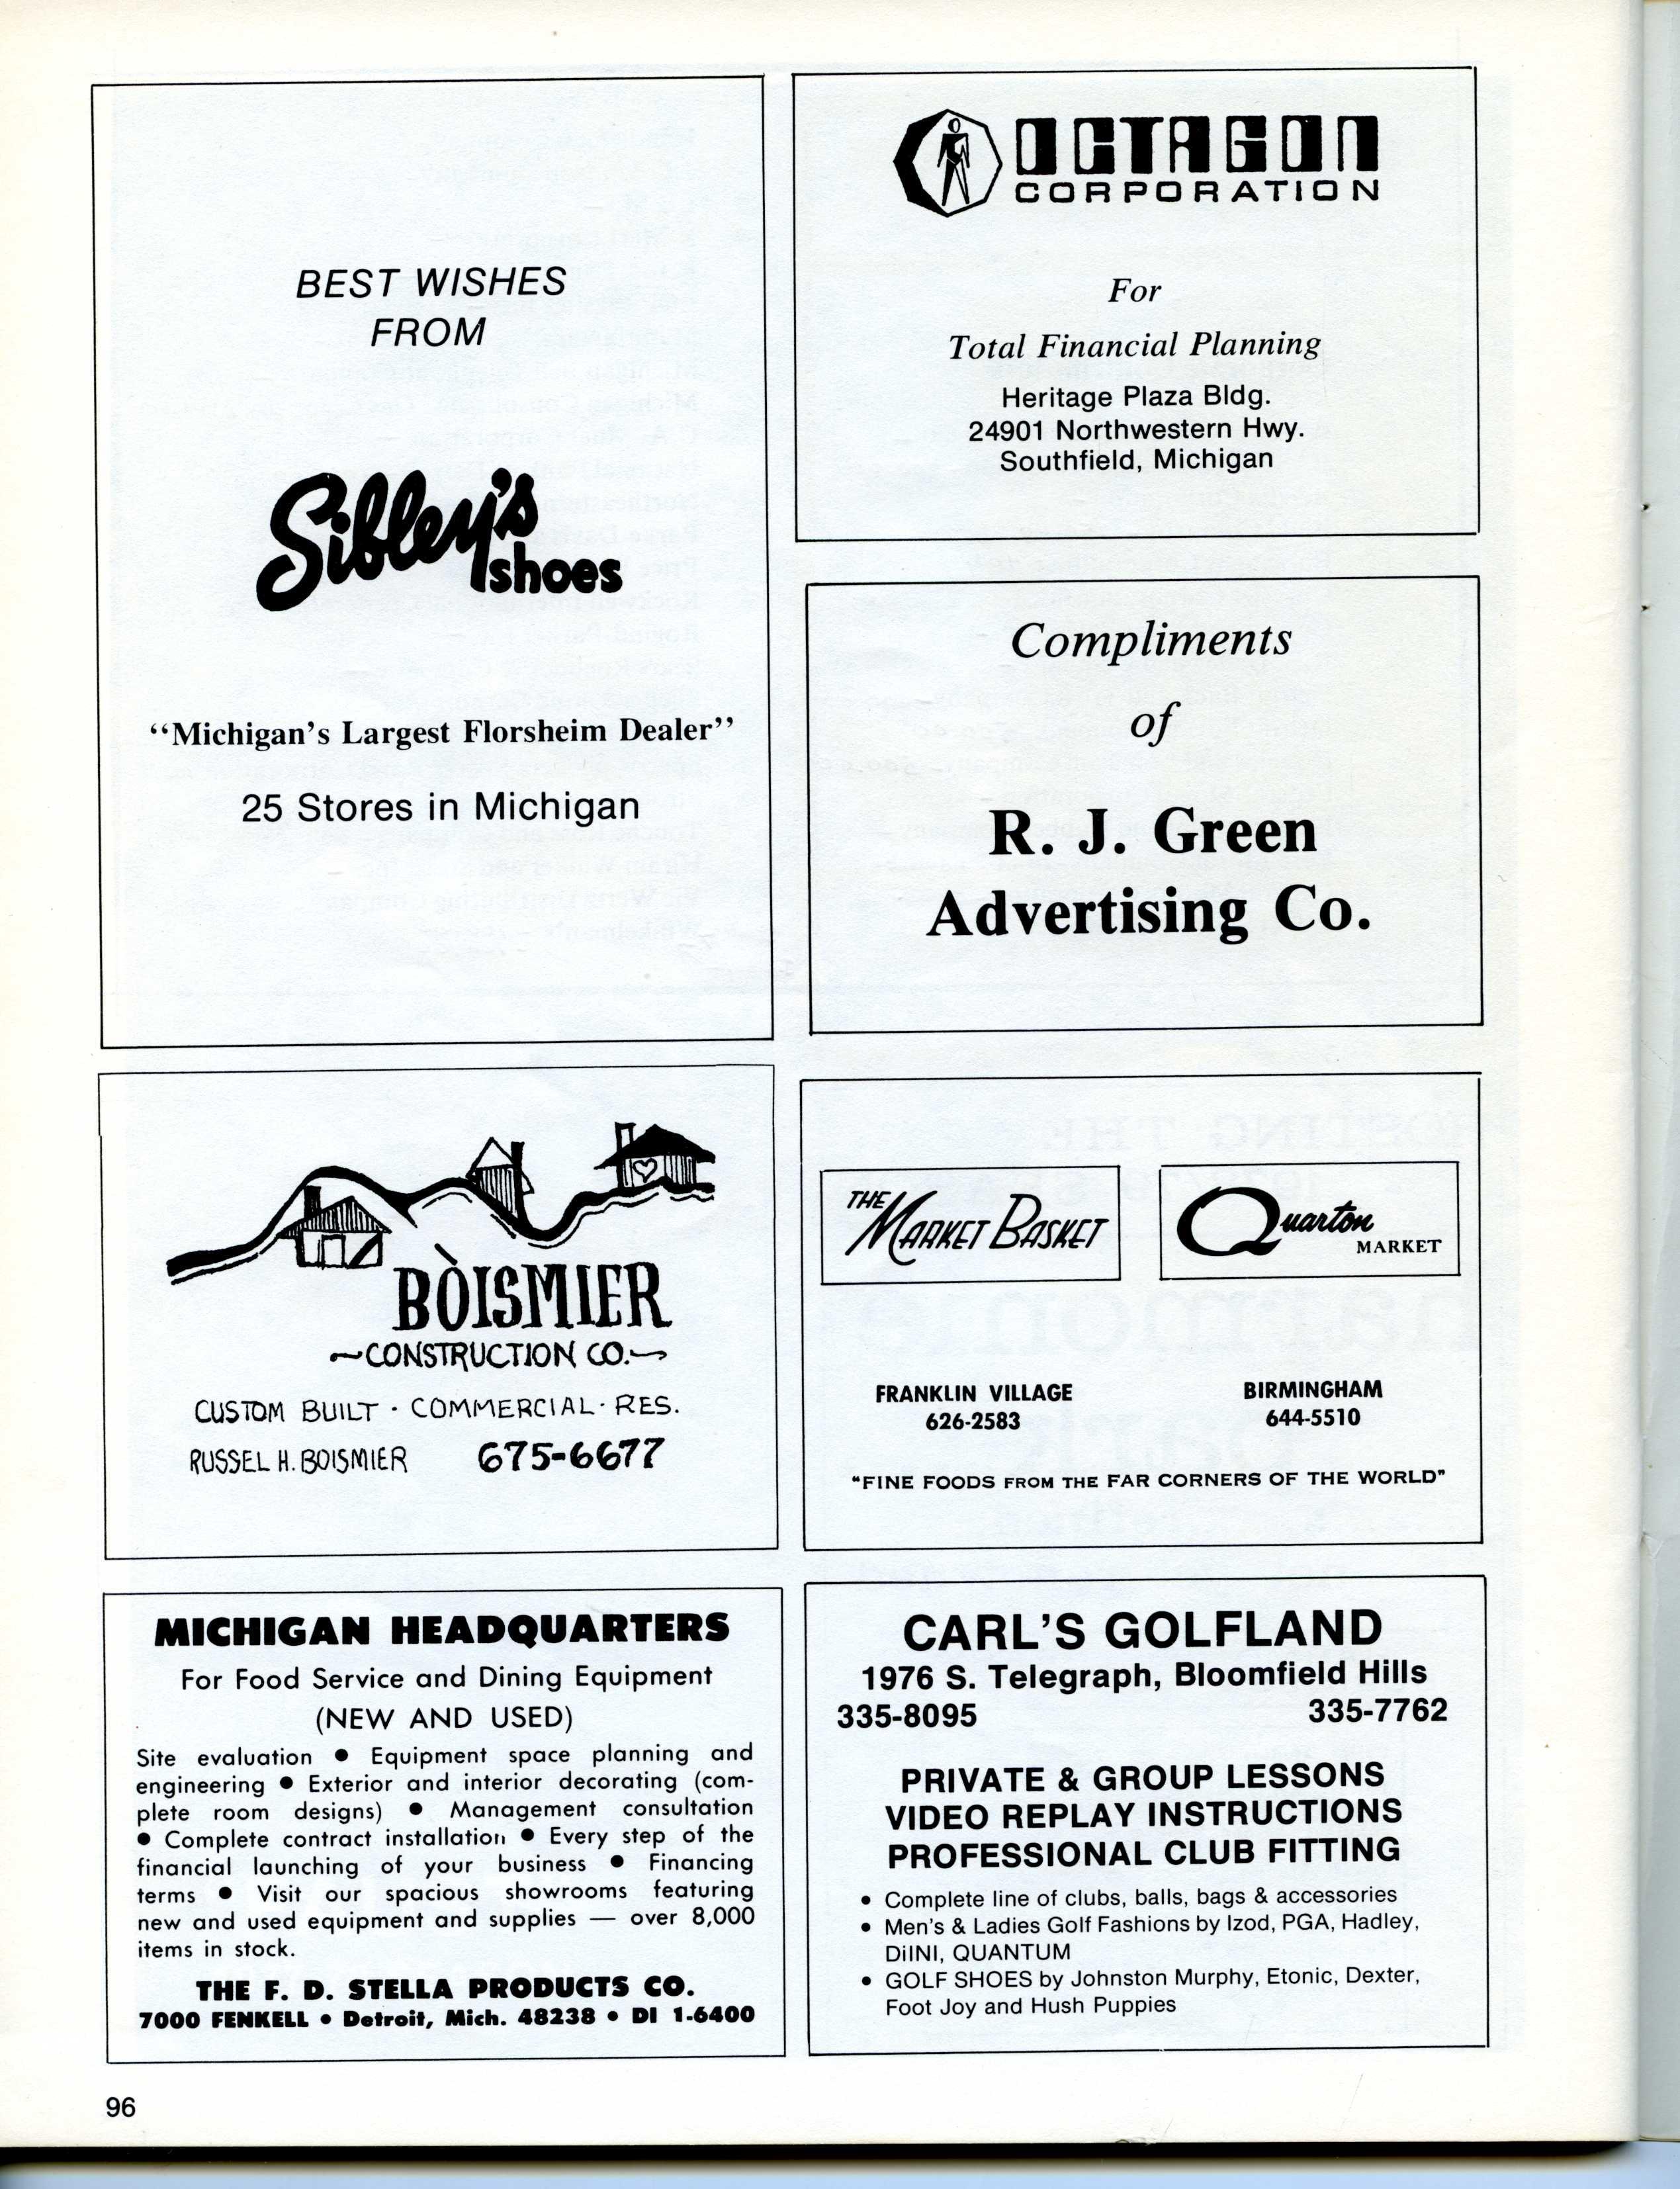 BEST WISHES
FROM
Sibley's
shoes
“Michigan's Largest Florsheim Dealer”
25 Stores in Michigan
OCTAGON
CORPORATION
For
Total Financial Planning
Heritage Plaza Bldg.
24901 Northwestern Hwy.
Southfield, Michigan
Compliments
of
R. J. Green
Advertising Co.
BÒISMIER
~CONSTRUCTION CO.~
CUSTOM BUILT · COMMERCIAL · RES.
RUSSEL H. BOISMIER 675-6677
THE MARKET BASKET
Quarton
MARKET
FRANKLIN VILLAGE
626-2583
BIRMINGHAM
644-5510
"FINE FOODS FROM THE FAR CORNERS OF THE WORLD"
MICHIGAN HEADQUARTERS
For Food Service and Dining Equipment
(NEW AND USED)
Site evaluation ● Equipment space planning and
engineering ● Exterior and interior decorating (com-
plete room designs) ● Management consultation
● Complete contract installation ● Every step of the
financial launching of your business ● Financing
terms ● Visit our spacious showrooms featuring
new and used equipment and supplies — over 8,000
items in stock.
THE F. D. STELLA PRODUCTS CO.
7000 FENKELL • Detroit, Mich. 48238 • DI 1-6400
CARL'S GOLFLAND
1976 S. Telegraph, Bloomfield Hills
335-8095 335-7762
PRIVATE & GROUP LESSONS
VIDEO REPLAY INSTRUCTIONS
PROFESSIONAL CLUB FITTING
• Complete line of clubs, balls, bags & accessories
• Men's & Ladies Golf Fashions by Izod, PGA, Hadley,
DiINI, QUANTUM
• GOLF SHOES by Johnston Murphy, Etonic, Dexter,
Foot Joy and Hush Puppies
96